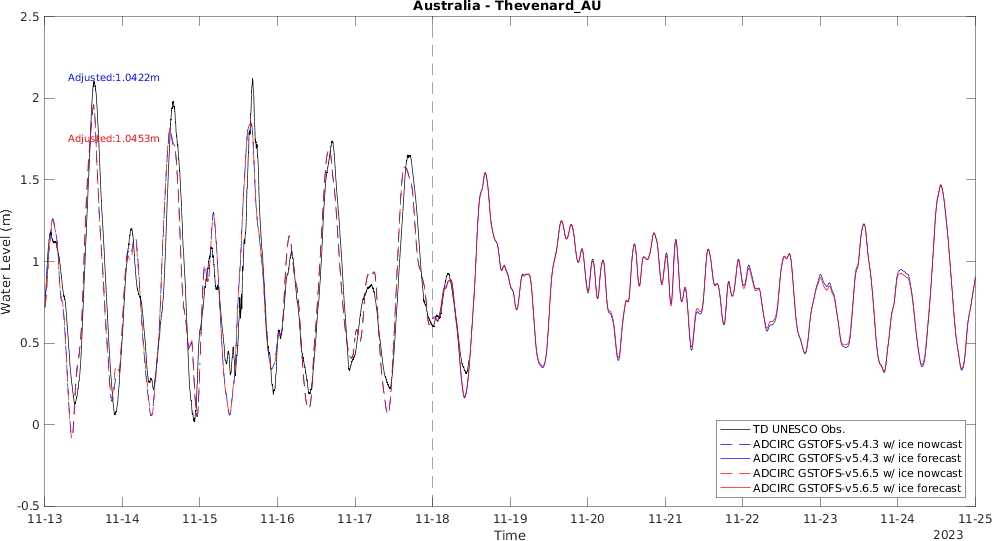 Australia - Thevenard_AU
Water Level (m)
2.5
2
1.5
1
0.5
0
-0.5
Adjusted:1.0422m
Adjusted:1.0453m
TD UNESCO Obs.
ADCIRC GSTOFS-v5.4.3 w/ ice nowcast
ADCIRC GSTOFS-v5.4.3 w/ ice forecast
ADCIRC GSTOFS-v5.6.5 w/ ice nowcast
ADCIRC GSTOFS-v5.6.5 w/ ice forecast
11-13 11-14 11-15 11-16 11-17 11-18 11-19 11-20 11-21 11-22 11-23 11-24 11-25
Time
2023